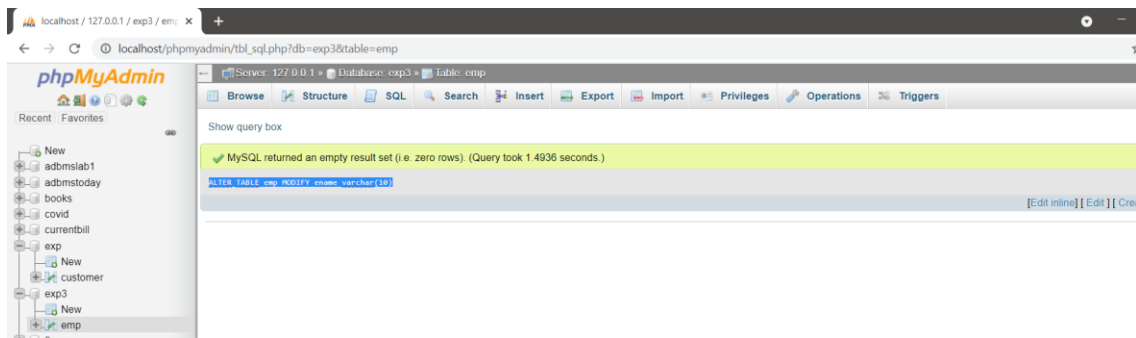 localhost / 127.0.0.1 / exp3 / emp
localhost/phpmyadmin/tbl_sql.php?db=exp3&table=emp
phpMyAdmin
Recent Favorites
New
adbmslab1
adbmstoday
books
covid
currentbill
exp
New
customer
exp3
New
emp
Server: 127.0.0.1 » Database: exp3 » Table: emp
Browse Structure SQL Search Insert Export Import Privileges Operations Triggers
Show query box
MySQL returned an empty result set (i.e. zero rows). (Query took 1.4936 seconds.)
ALTER TABLE emp MODIFY ename varchar(10)
[Edit inline] [ Edit ] [ Cre